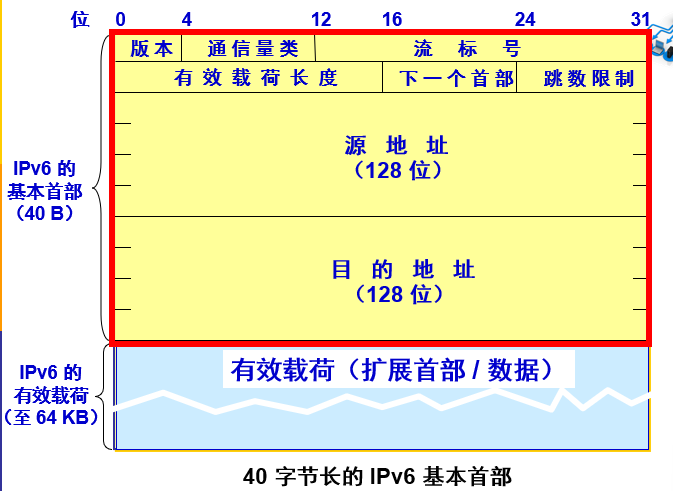 位 0 4 12 16 24 31
版本 通信量类 流标号
有效载荷长度 下一个首部 跳数限制
源地址
（128 位）
IPv6 的
基本首部
（40 B）
目的地址
（128 位）
IPv6 的
有效载荷
（至 64 KB）
有效载荷（扩展首部 / 数据）
40 字节长的 IPv6 基本首部